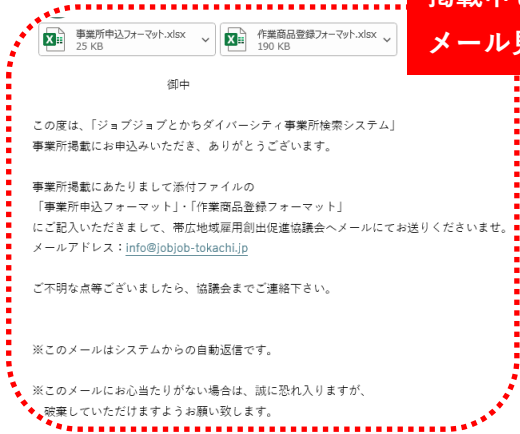 メール
事業所申込フォーマット.xlsx
25 KB
作業商品登録フォーマット.xlsx
190 KB
御中
この度は、「ジョブジョブとかちダイバーシティ事業所検索システム」
事業所掲載にお申込みいただき、ありがとうございます。
事業所掲載にあたりまして添付ファイルの
「事業所申込フォーマット」・「作業商品登録フォーマット」
にご記入いただきまして、帯広地域雇用創出促進協議会へメールにてお送りくださいませ。
メールアドレス：info@jobjob-tokachi.jp
ご不明な点等ございましたら、協議会までご連絡下さい。
※このメールはシステムからの自動返信です。
※このメールにお心当たりがない場合は、誠に恐れ入りますが、
破棄していただけますようお願い致します。